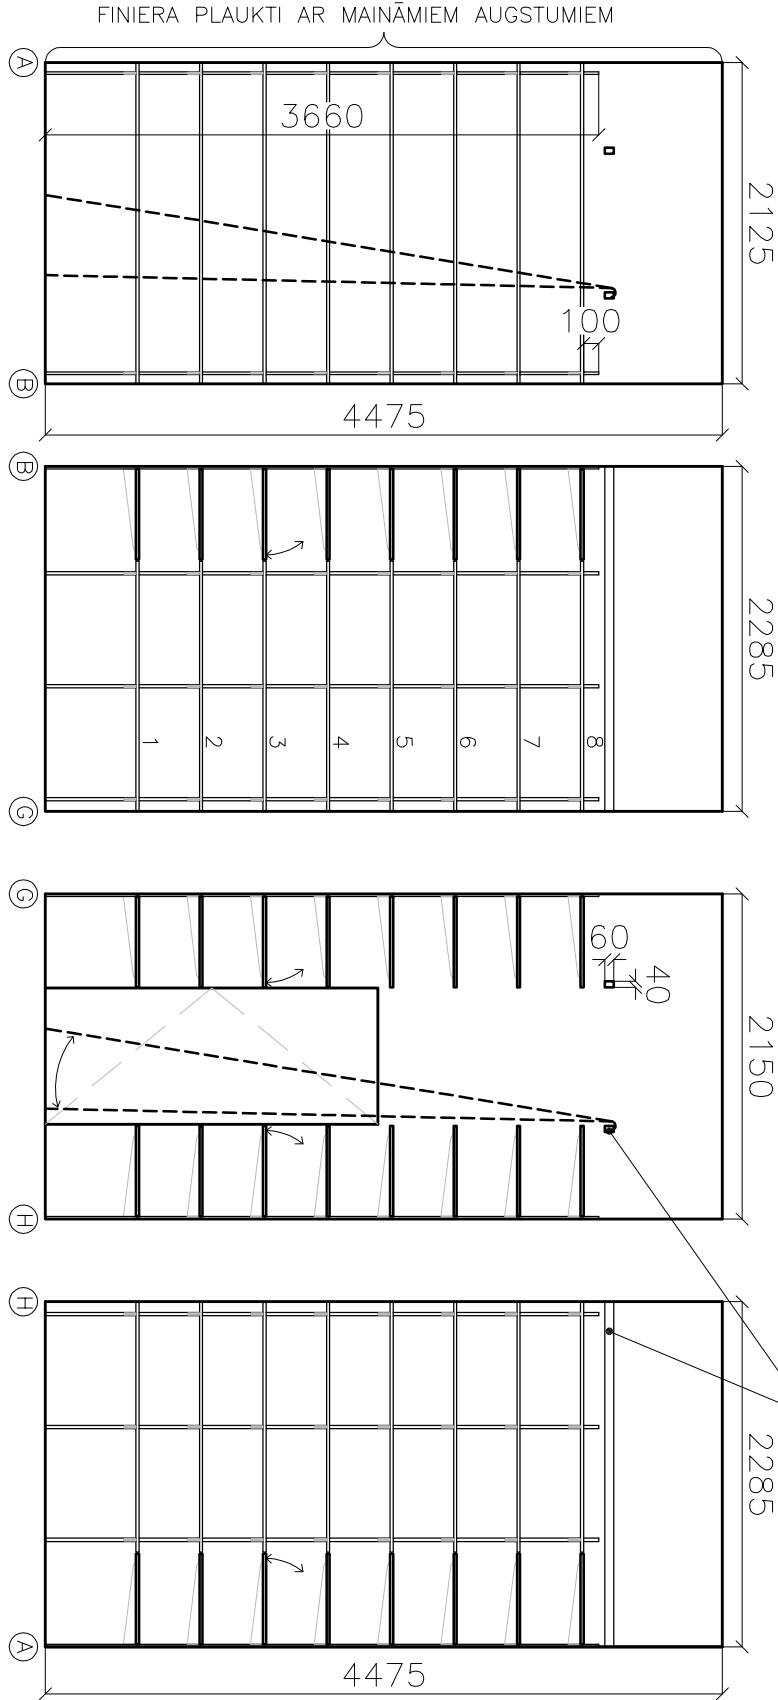 FINIERA PLAUKTI AR MAINĀMIEM AUGSTUMIEM
A
3660
2125
100
B
4475
B
2285
1 2 3 4 5 6 7 8
G
G
60
40
2150
H
H
2285
A
4475